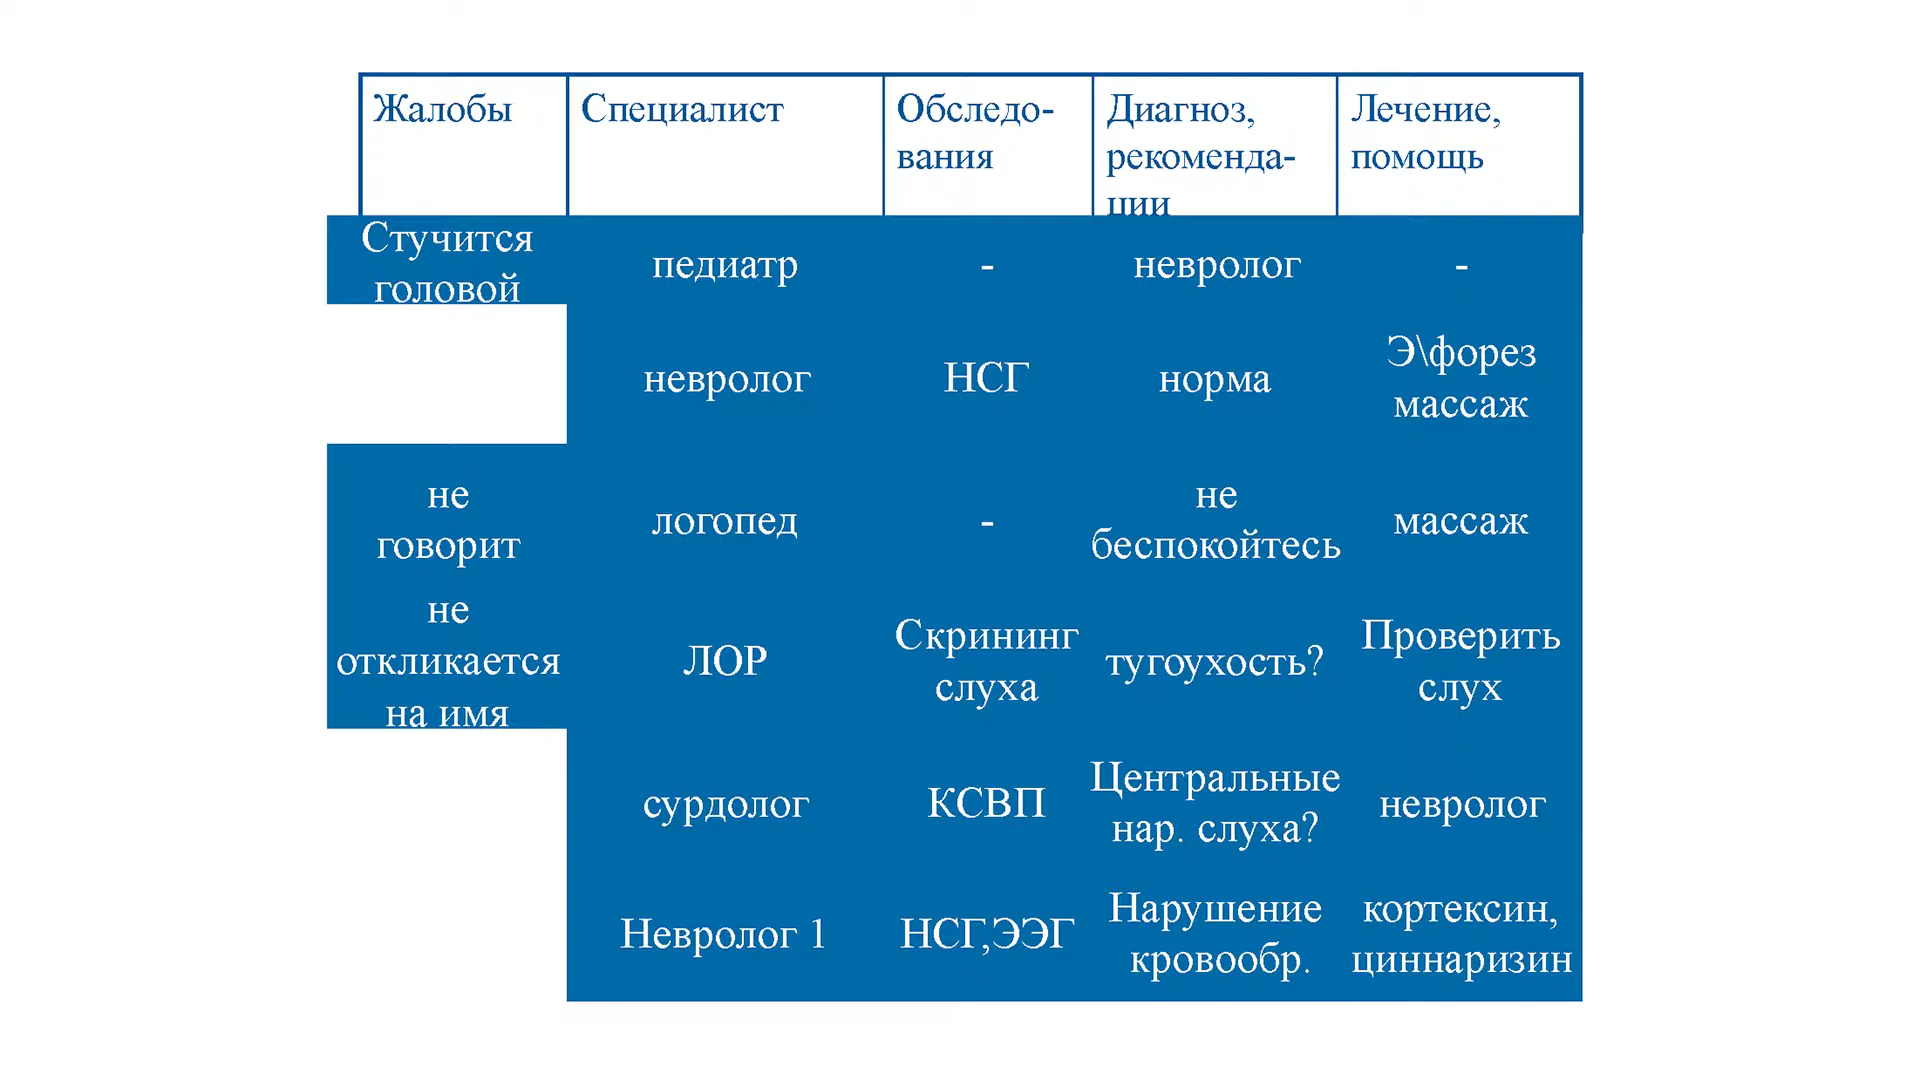 Жалобы
Специалист
Обследо-
вания
Диагноз,
рекоменда-
ции
Лечение,
помощь
Стучится
головой
педиатр
-
невролог
-
невролог
НСГ
норма
Э\форез
массаж
не
говорит
логопед
-
не
беспокойтесь
массаж
не
откликается
на имя
ЛОР
Скрининг
слуха
тугоухость?
Проверить
слух
сурдолог
КСВП
Центральные
нар. слуха?
невролог
Невролог 1
НСГ,ЭЭГ
Нарушение
кровообр.
кортексин,
циннаризин